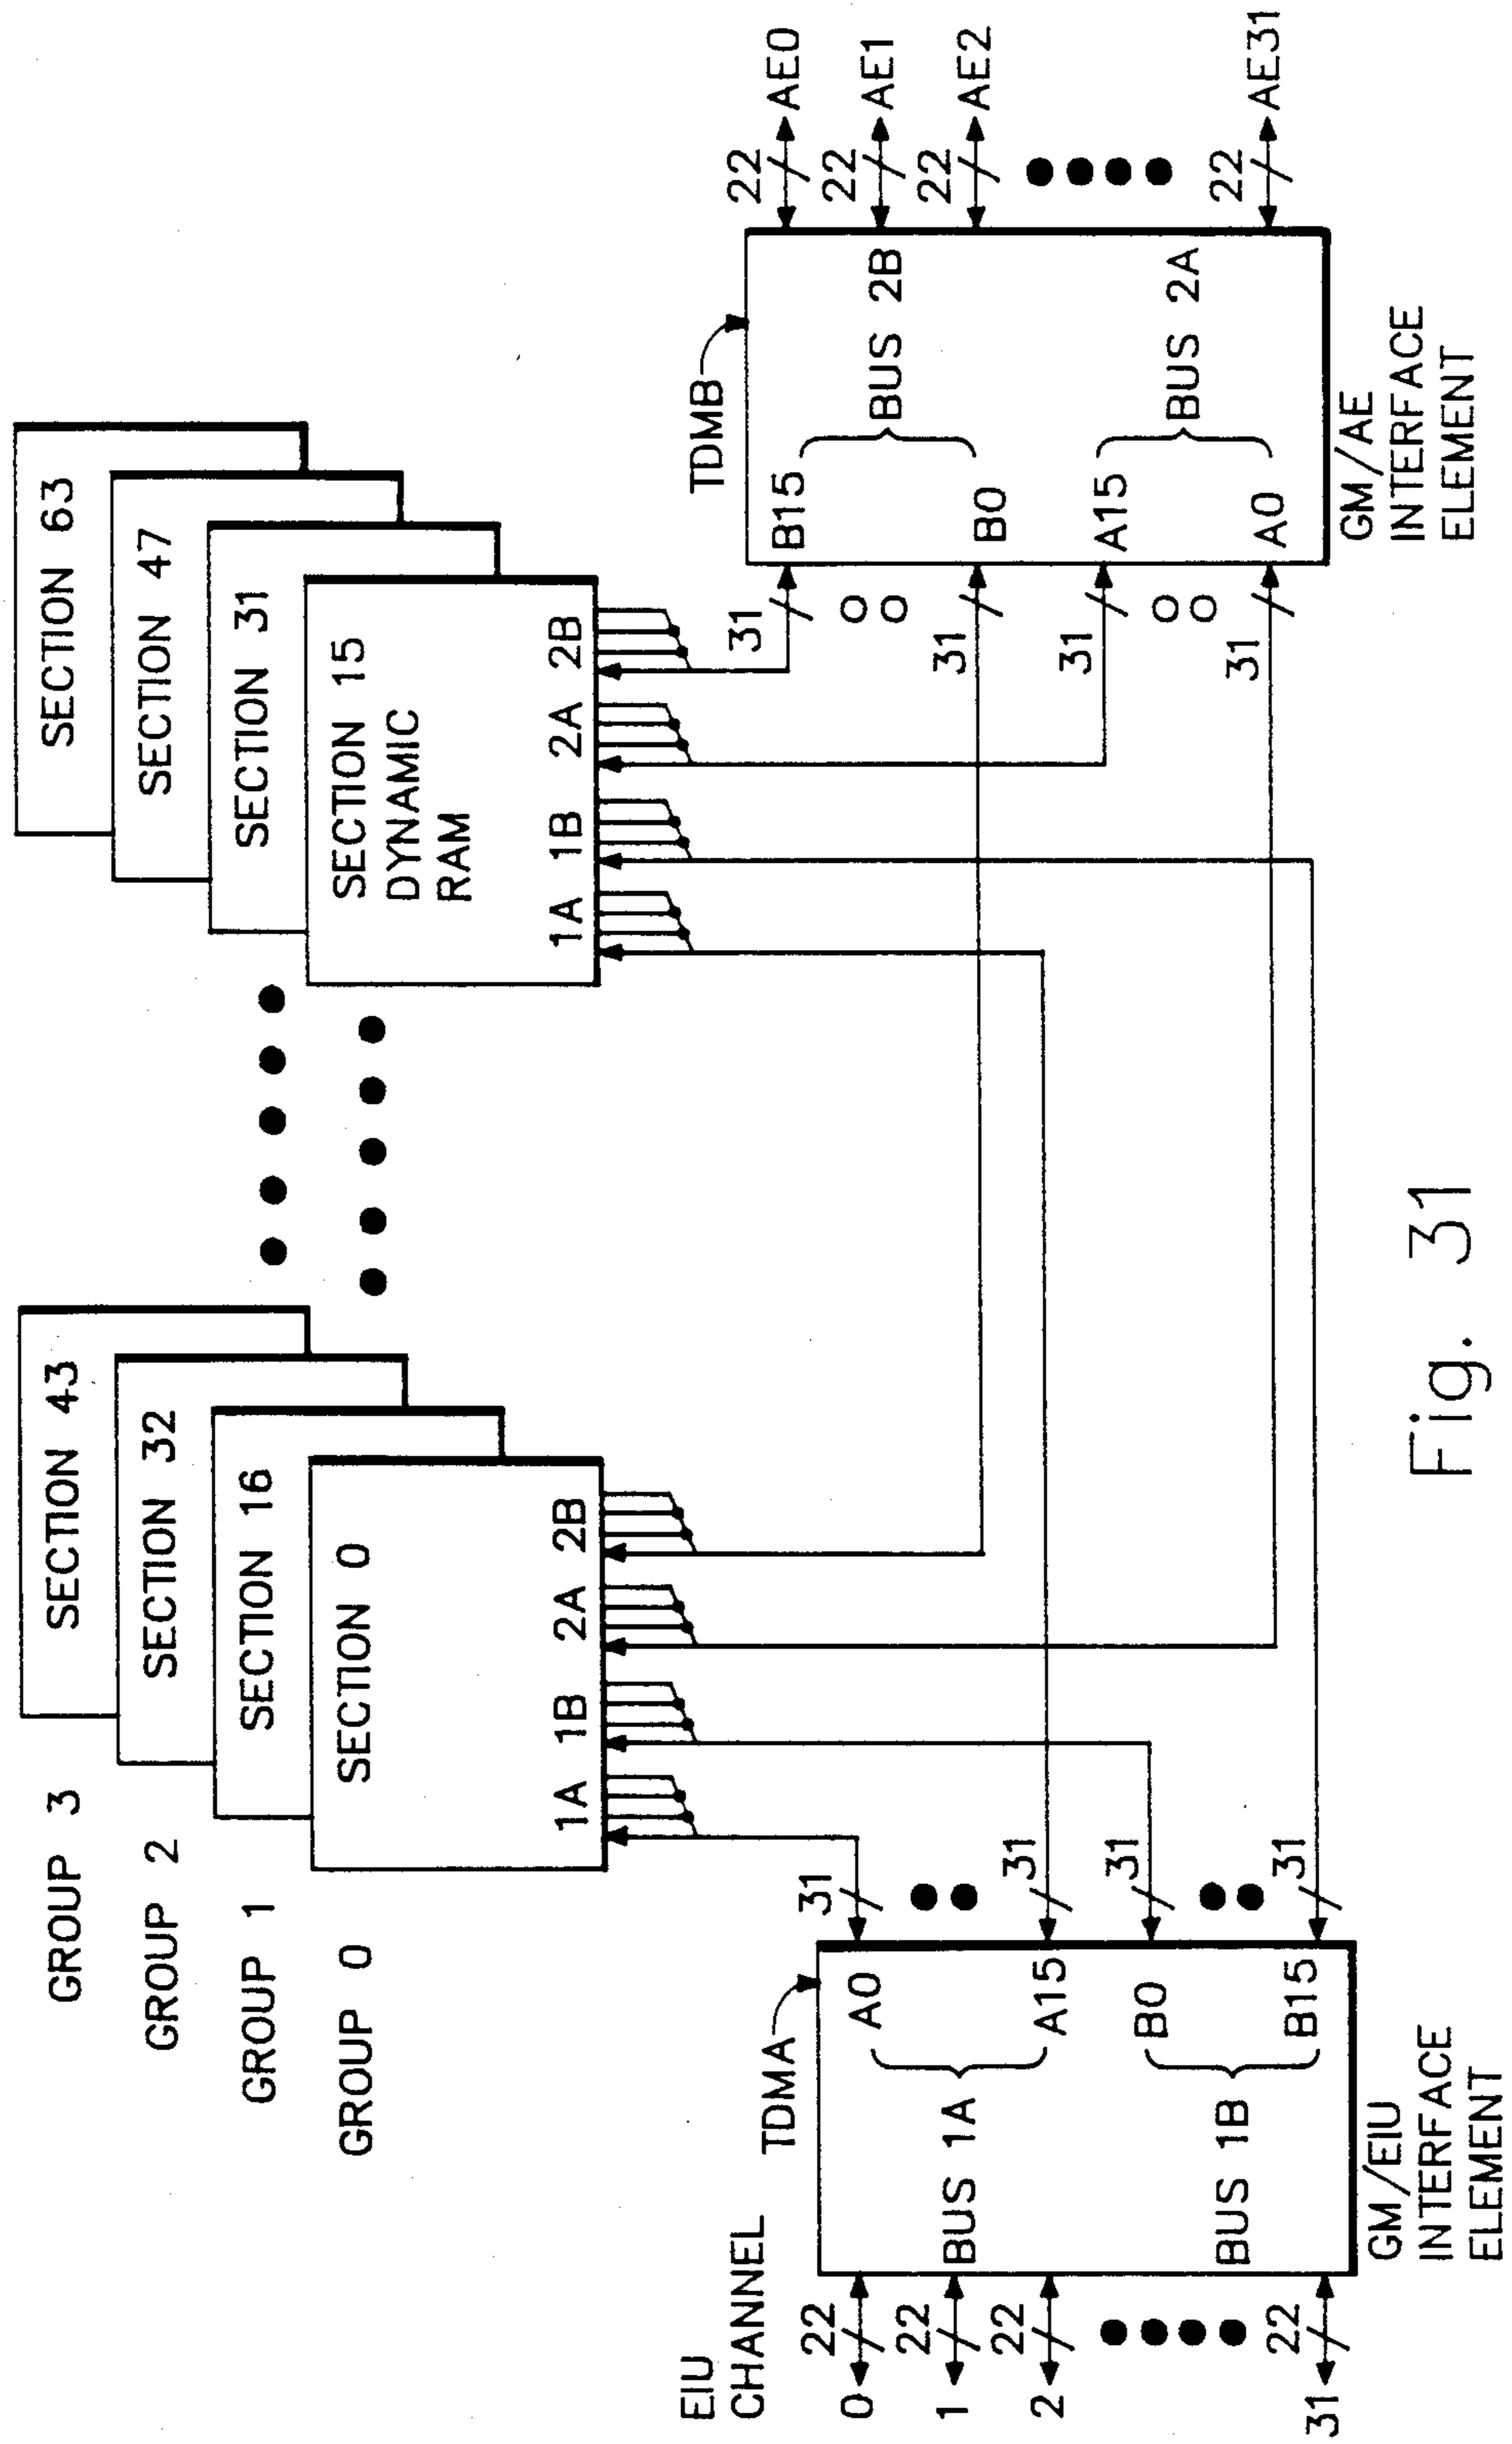 GROUP 3
SECTION 43
SECTION 63
GROUP 2
SECTION 32
SECTION 47
GROUP 1
SECTION 16
SECTION 31
GROUP 0
SECTION 0
SECTION 15
DYNAMIC
RAM
1A 1B 2A 2B
1A 1B 2A 2B
EIU
CHANNEL
TDMA
0
22
1
22
2
22
31
22
A0
BUS 1A
A15
B0
BUS 1B
B15
31
31
31
31
GM/EIU
INTERFACE
ELEMENT
TDMB
31
31
31
31
B15
BUS 2B
B0
A15
BUS 2A
A0
22
AE0
22
AE1
22
AE2
22
AE31
GM/AE
INTERFACE
ELEMENT
Fig. 31